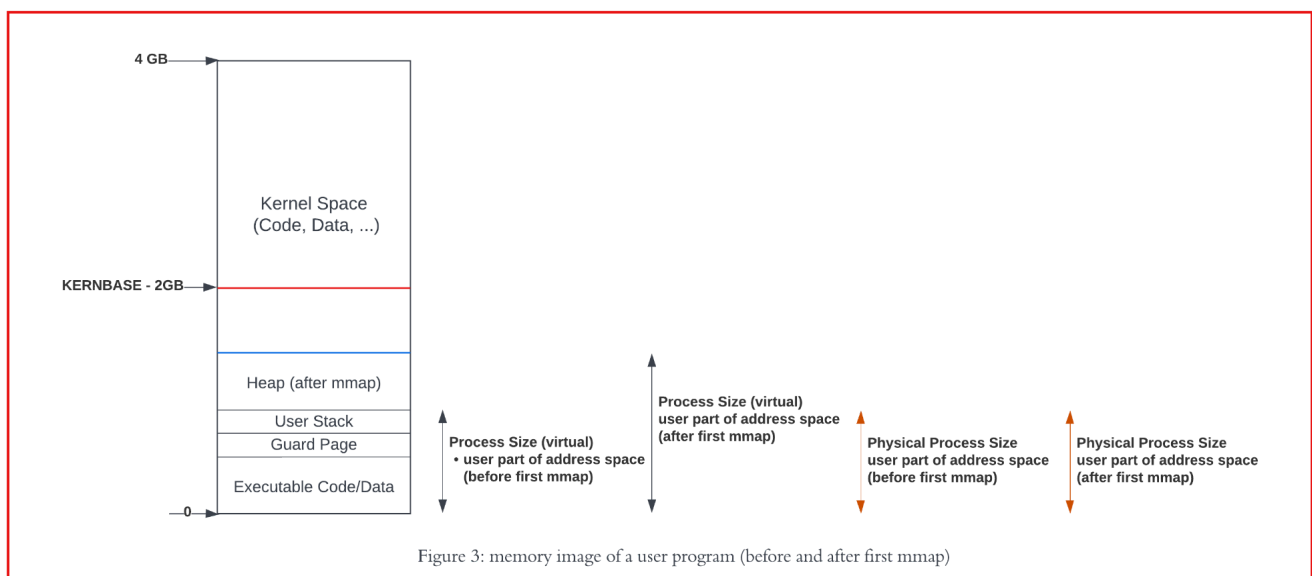 4 GB
Kernel Space
(Code, Data, ...)
KERNBASE - 2GB
Heap (after mmap)
User Stack
Guard Page
Executable Code/Data
0
Process Size (virtual)
• user part of address space
(before first mmap)
Process Size (virtual)
user part of address space
(after first mmap)
Physical Process Size
user part of address space
(before first mmap)
Physical Process Size
user part of address space
(after first mmap)
Figure 3: memory image of a user program (before and after first mmap)